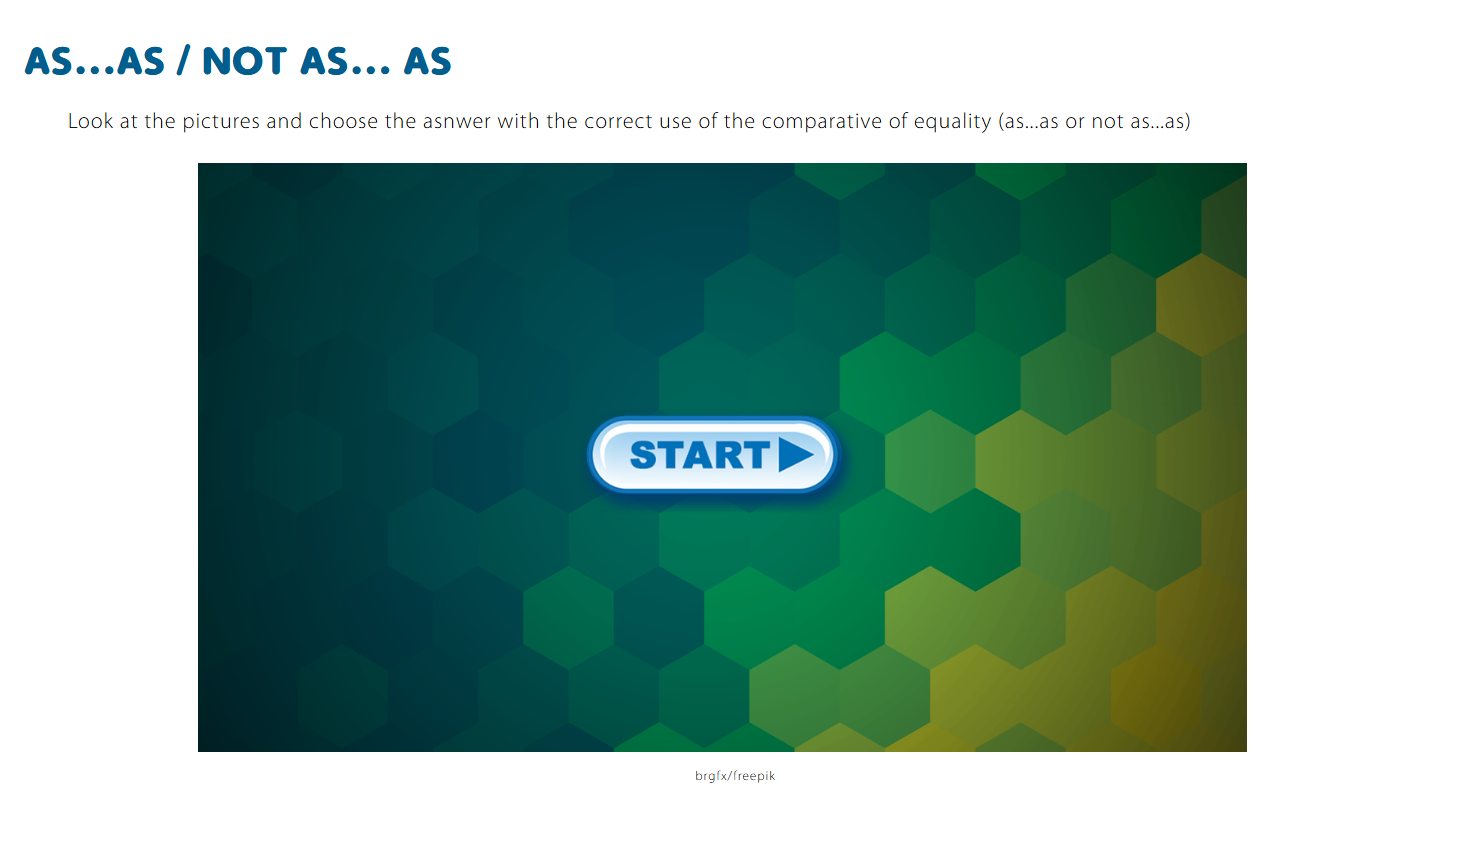 AS...AS / NOT AS... AS
Look at the pictures and choose the asnwer with the correct use of the comparative of equality (as...as or not as...as)
START
brgfx/freepik